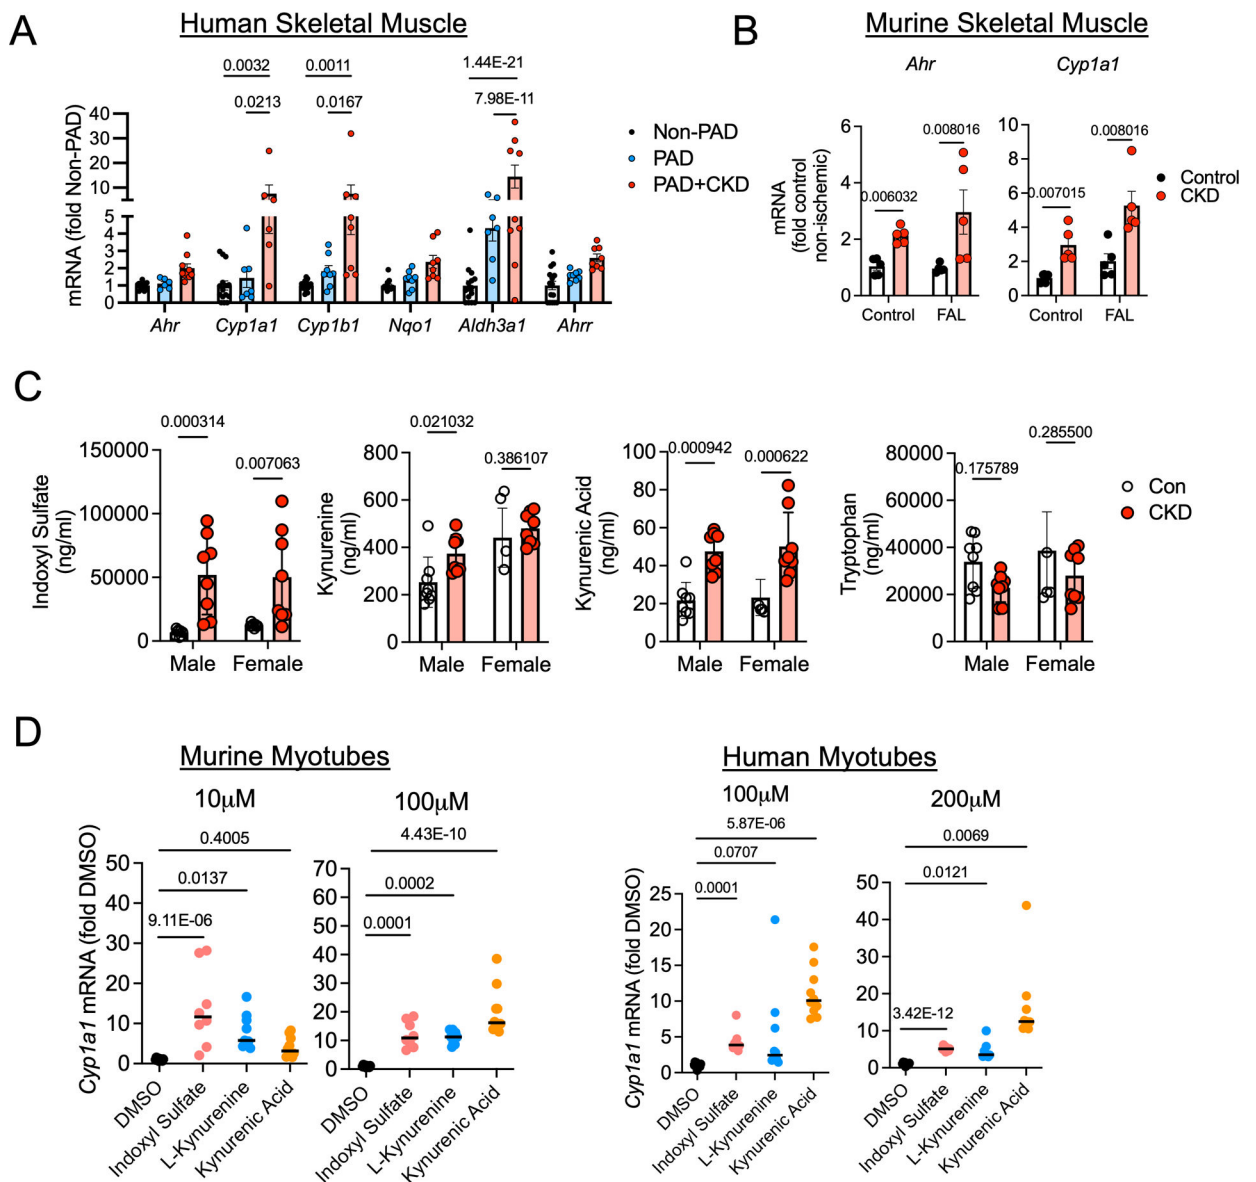 A
Human Skeletal Muscle
0.0032
0.0011
1.44E-21
0.0213
0.0167
7.98E-11
mRNA (fold Non-PAD)
40
30
20
10
5
4
3
2
1
0
Ahr
Cyp1a1
Cyp1b1
Nqo1
Aldh3a1
Ahrr
Non-PAD
PAD
PAD+CKD
B
Murine Skeletal Muscle
Ahr
Cyp1a1
mRNA
(fold control
non-ischemic)
6
4
2
0
0.006032
0.008016
Control
FAL
10
8
6
4
2
0
0.007015
0.008016
Control
FAL
Control
CKD
C
Indoxyl Sulfate
(ng/ml)
150000
100000
50000
0
0.000314
0.007063
Male
Female
Kynurenine
(ng/ml)
800
600
400
200
0
0.021032
0.386107
Male
Female
Kynurenic Acid
(ng/ml)
100
80
60
40
20
0
0.000942
0.000622
Male
Female
Tryptophan
(ng/ml)
80000
60000
40000
20000
0
0.175789
0.285500
Male
Female
Con
CKD
D
Murine Myotubes
10μM
Cyp1a1 mRNA (fold DMSO)
50
40
30
20
10
0
0.4005
0.0137
9.11E-06
DMSO
Indoxyl Sulfate
L-Kynurenine
Kynurenic Acid
100μM
70
60
50
40
30
20
10
0
4.43E-10
0.0002
0.0001
DMSO
Indoxyl Sulfate
L-Kynurenine
Kynurenic Acid
Human Myotubes
100μM
Cyp1a1 mRNA (fold DMSO)
25
20
15
10
5
0
5.87E-06
0.0707
0.0001
DMSO
Indoxyl Sulfate
L-Kynurenine
Kynurenic Acid
200μM
50
40
30
20
10
0
0.0069
0.0121
3.42E-12
DMSO
Indoxyl Sulfate
L-Kynurenine
Kynurenic Acid